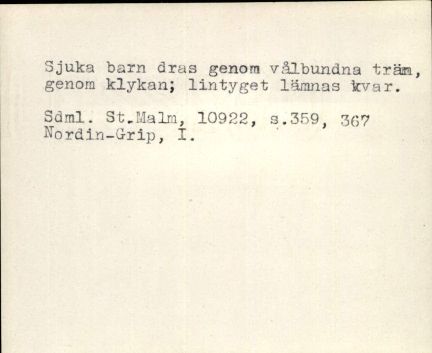 Sjuka barn dras genom vålbundna träm,
genom klykan; lintyget lämnas kvar.
Sdml. St.Malm, 10922, s.359, 367
Nordin-Grip, I.